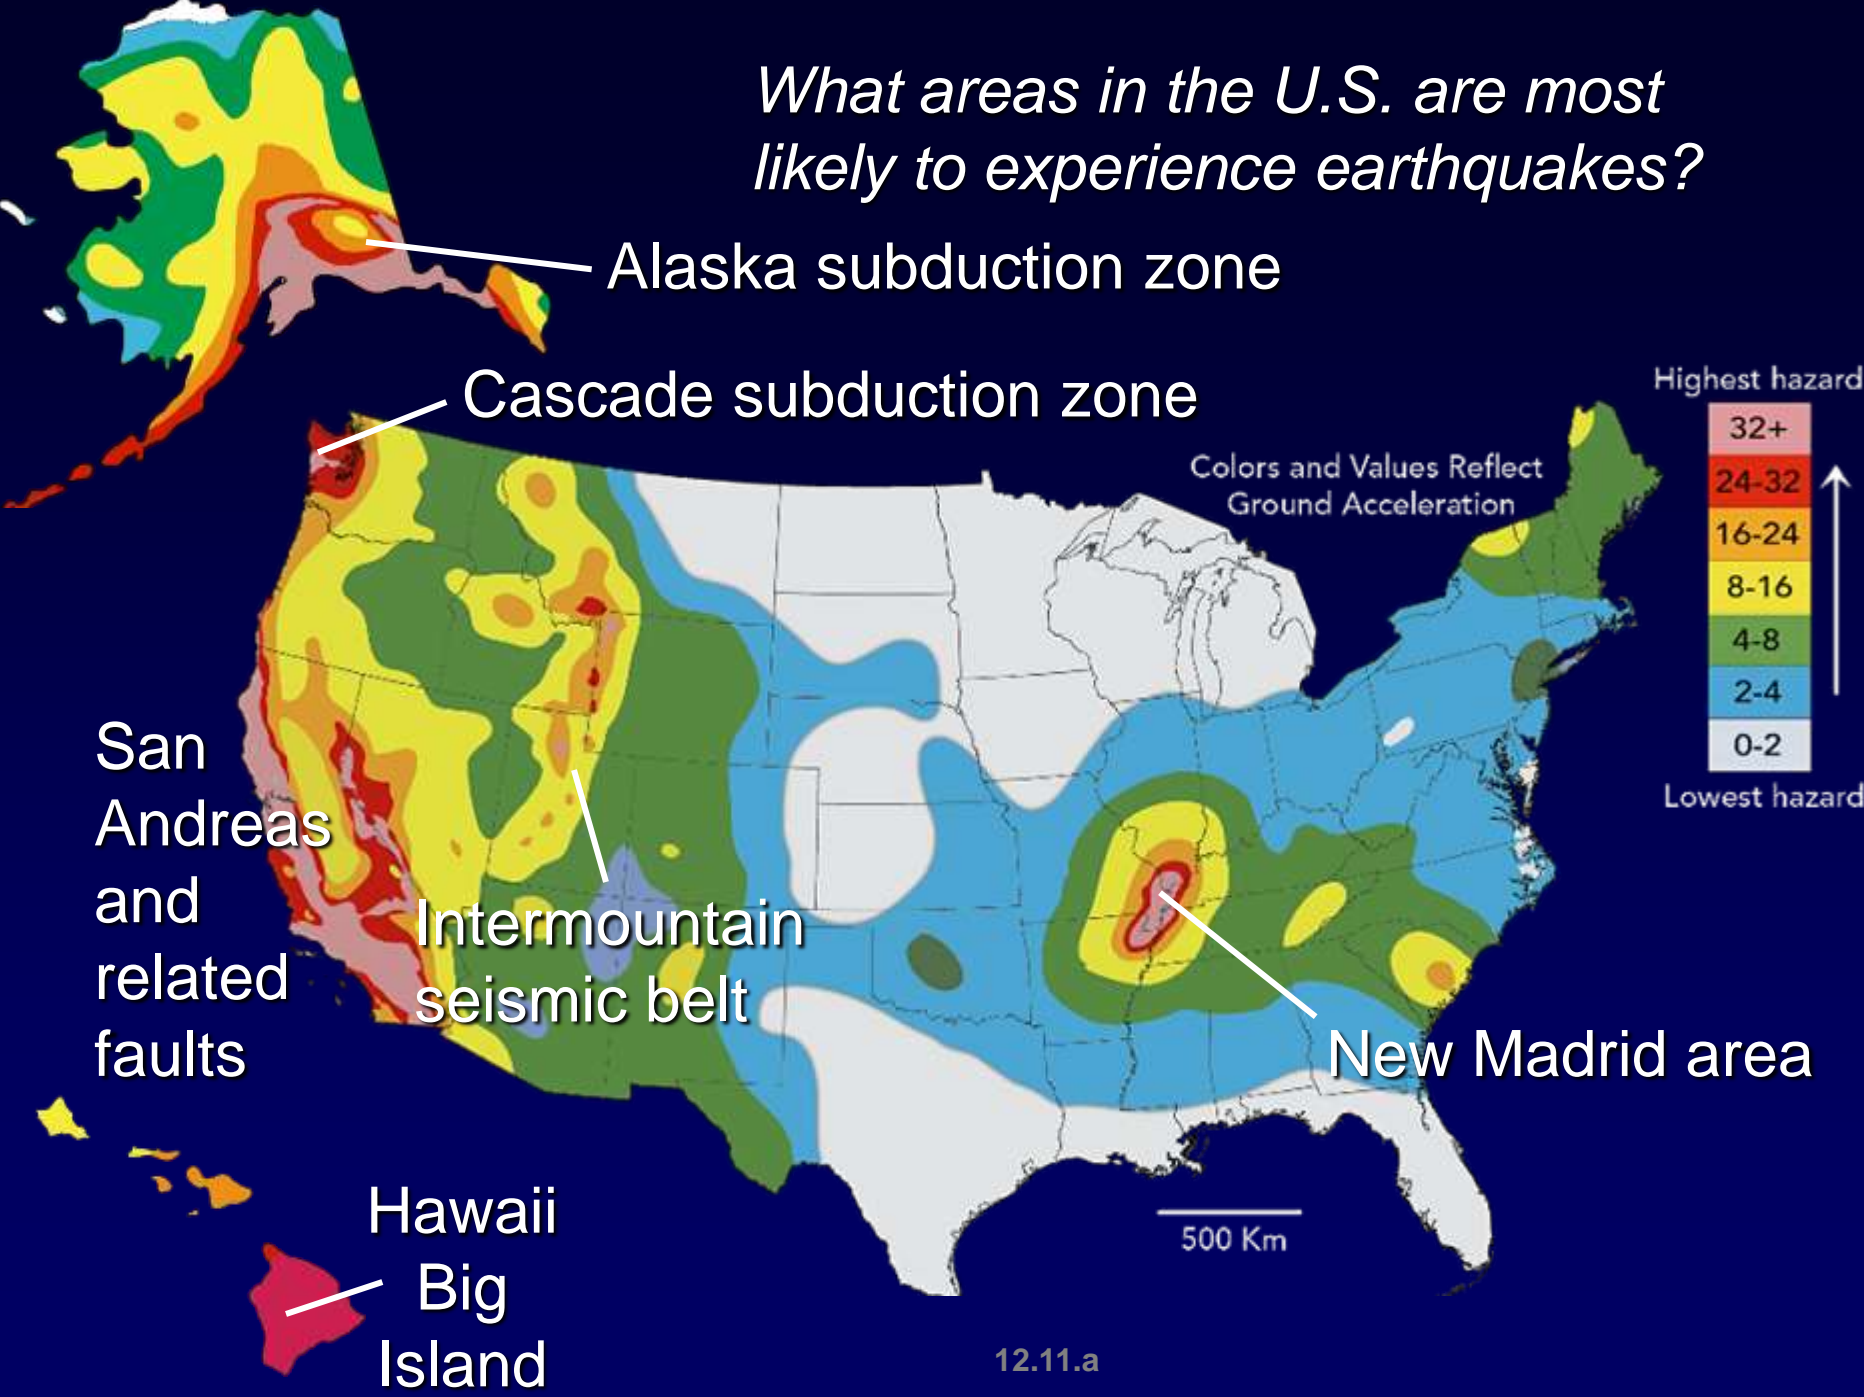 What areas in the U.S. are most
likely to experience earthquakes?
Alaska subduction zone
Cascade subduction zone
Highest hazard
32+
24-32
16-24
8-16
4-8
2-4
0-2
Lowest hazard
Colors and Values Reflect
Ground Acceleration
San
Andreas
and
related
faults
Intermountain
seismic belt
New Madrid area
Hawaii
Big
Island
500 Km
12.11.a